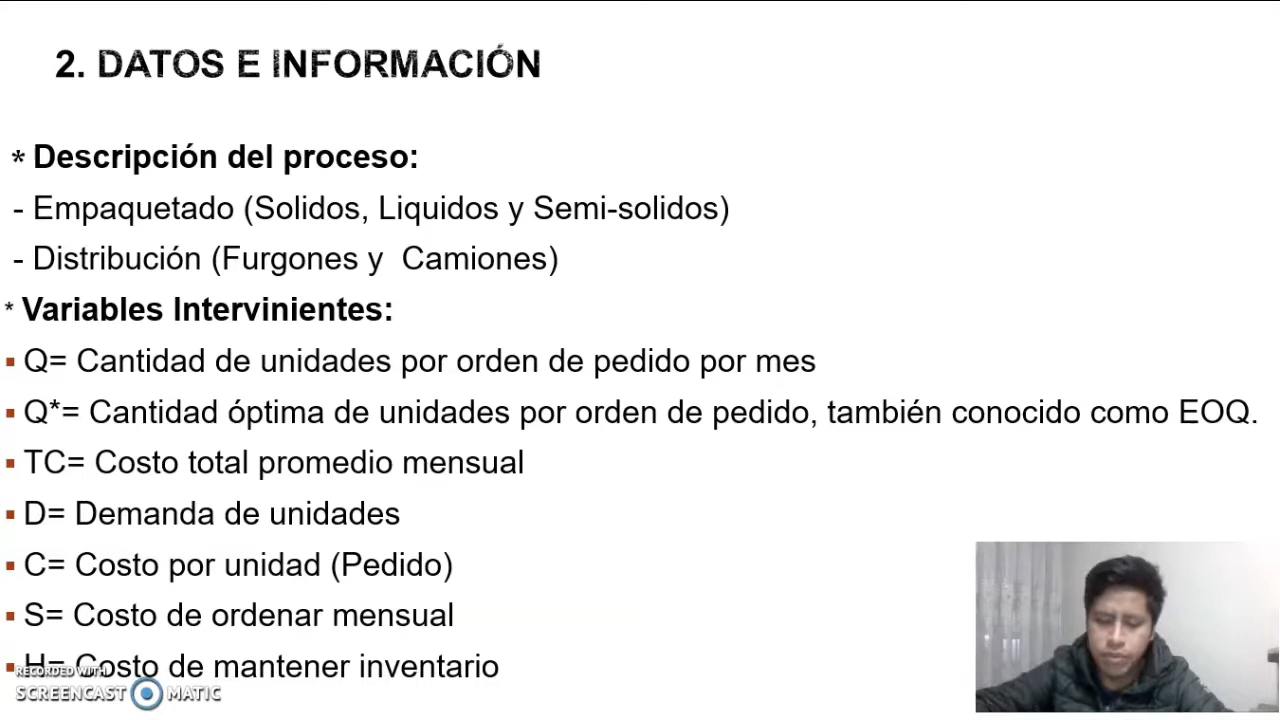 2. DATOS E INFORMACIÓN
* Descripción del proceso:
- Empaquetado (Solidos, Liquidos y Semi-solidos)
- Distribución (Furgones y Camiones)
* Variables Intervinientes:
▪ Q= Cantidad de unidades por orden de pedido por mes
▪ Q*= Cantidad óptima de unidades por orden de pedido, también conocido como EOQ.
▪ TC= Costo total promedio mensual
▪ D= Demanda de unidades
▪ C= Costo por unidad (Pedido)
▪ S= Costo de ordenar mensual
▪ H= Costo de mantener inventario
RECORDED WITH
SCREENCAST MATIC